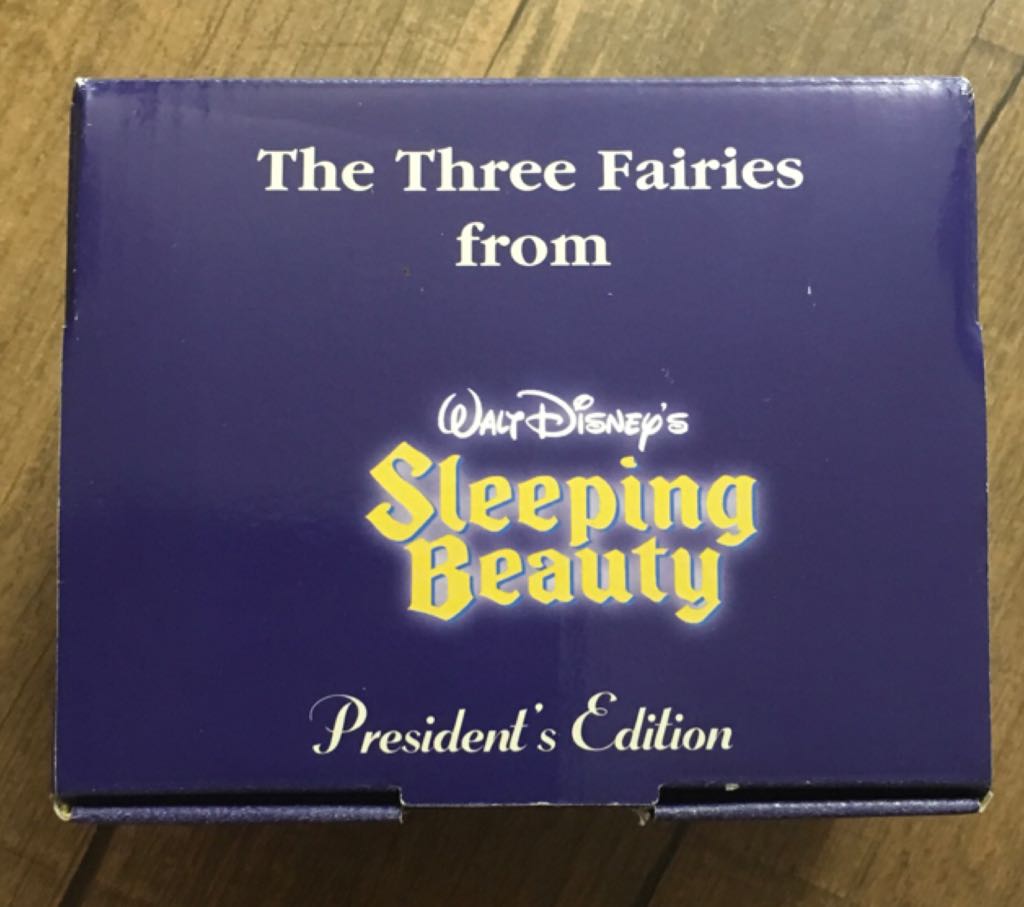 The Three Fairies
from
Walt Disney's
Sleeping
Beauty
President's Edition